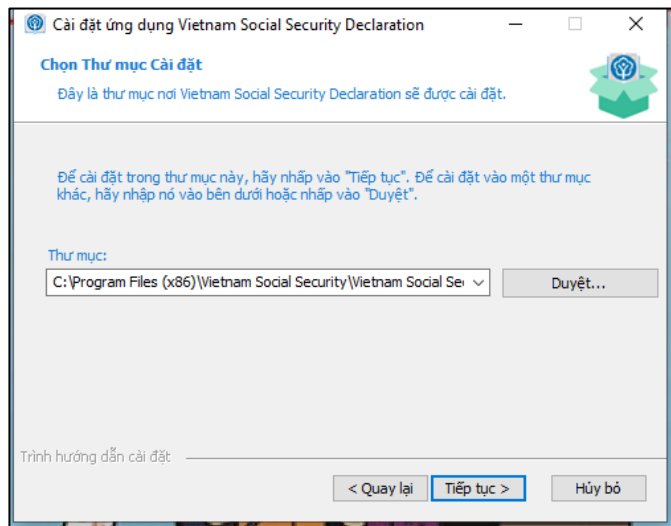 Cài đặt ứng dụng Vietnam Social Security Declaration
Chọn Thư mục Cài đặt
Đây là thư mục nơi Vietnam Social Security Declaration sẽ được cài đặt.
Để cài đặt trong thư mục này, hãy nhấp vào "Tiếp tục". Để cài đặt vào một thư mục
khác, hãy nhập nó vào bên dưới hoặc nhấp vào "Duyệt".
Thư mục:
C:\Program Files (x86)\Vietnam Social Security\Vietnam Social Se
Duyệt...
Trình hướng dẫn cài đặt
< Quay lại
Tiếp tục >
Hủy bỏ